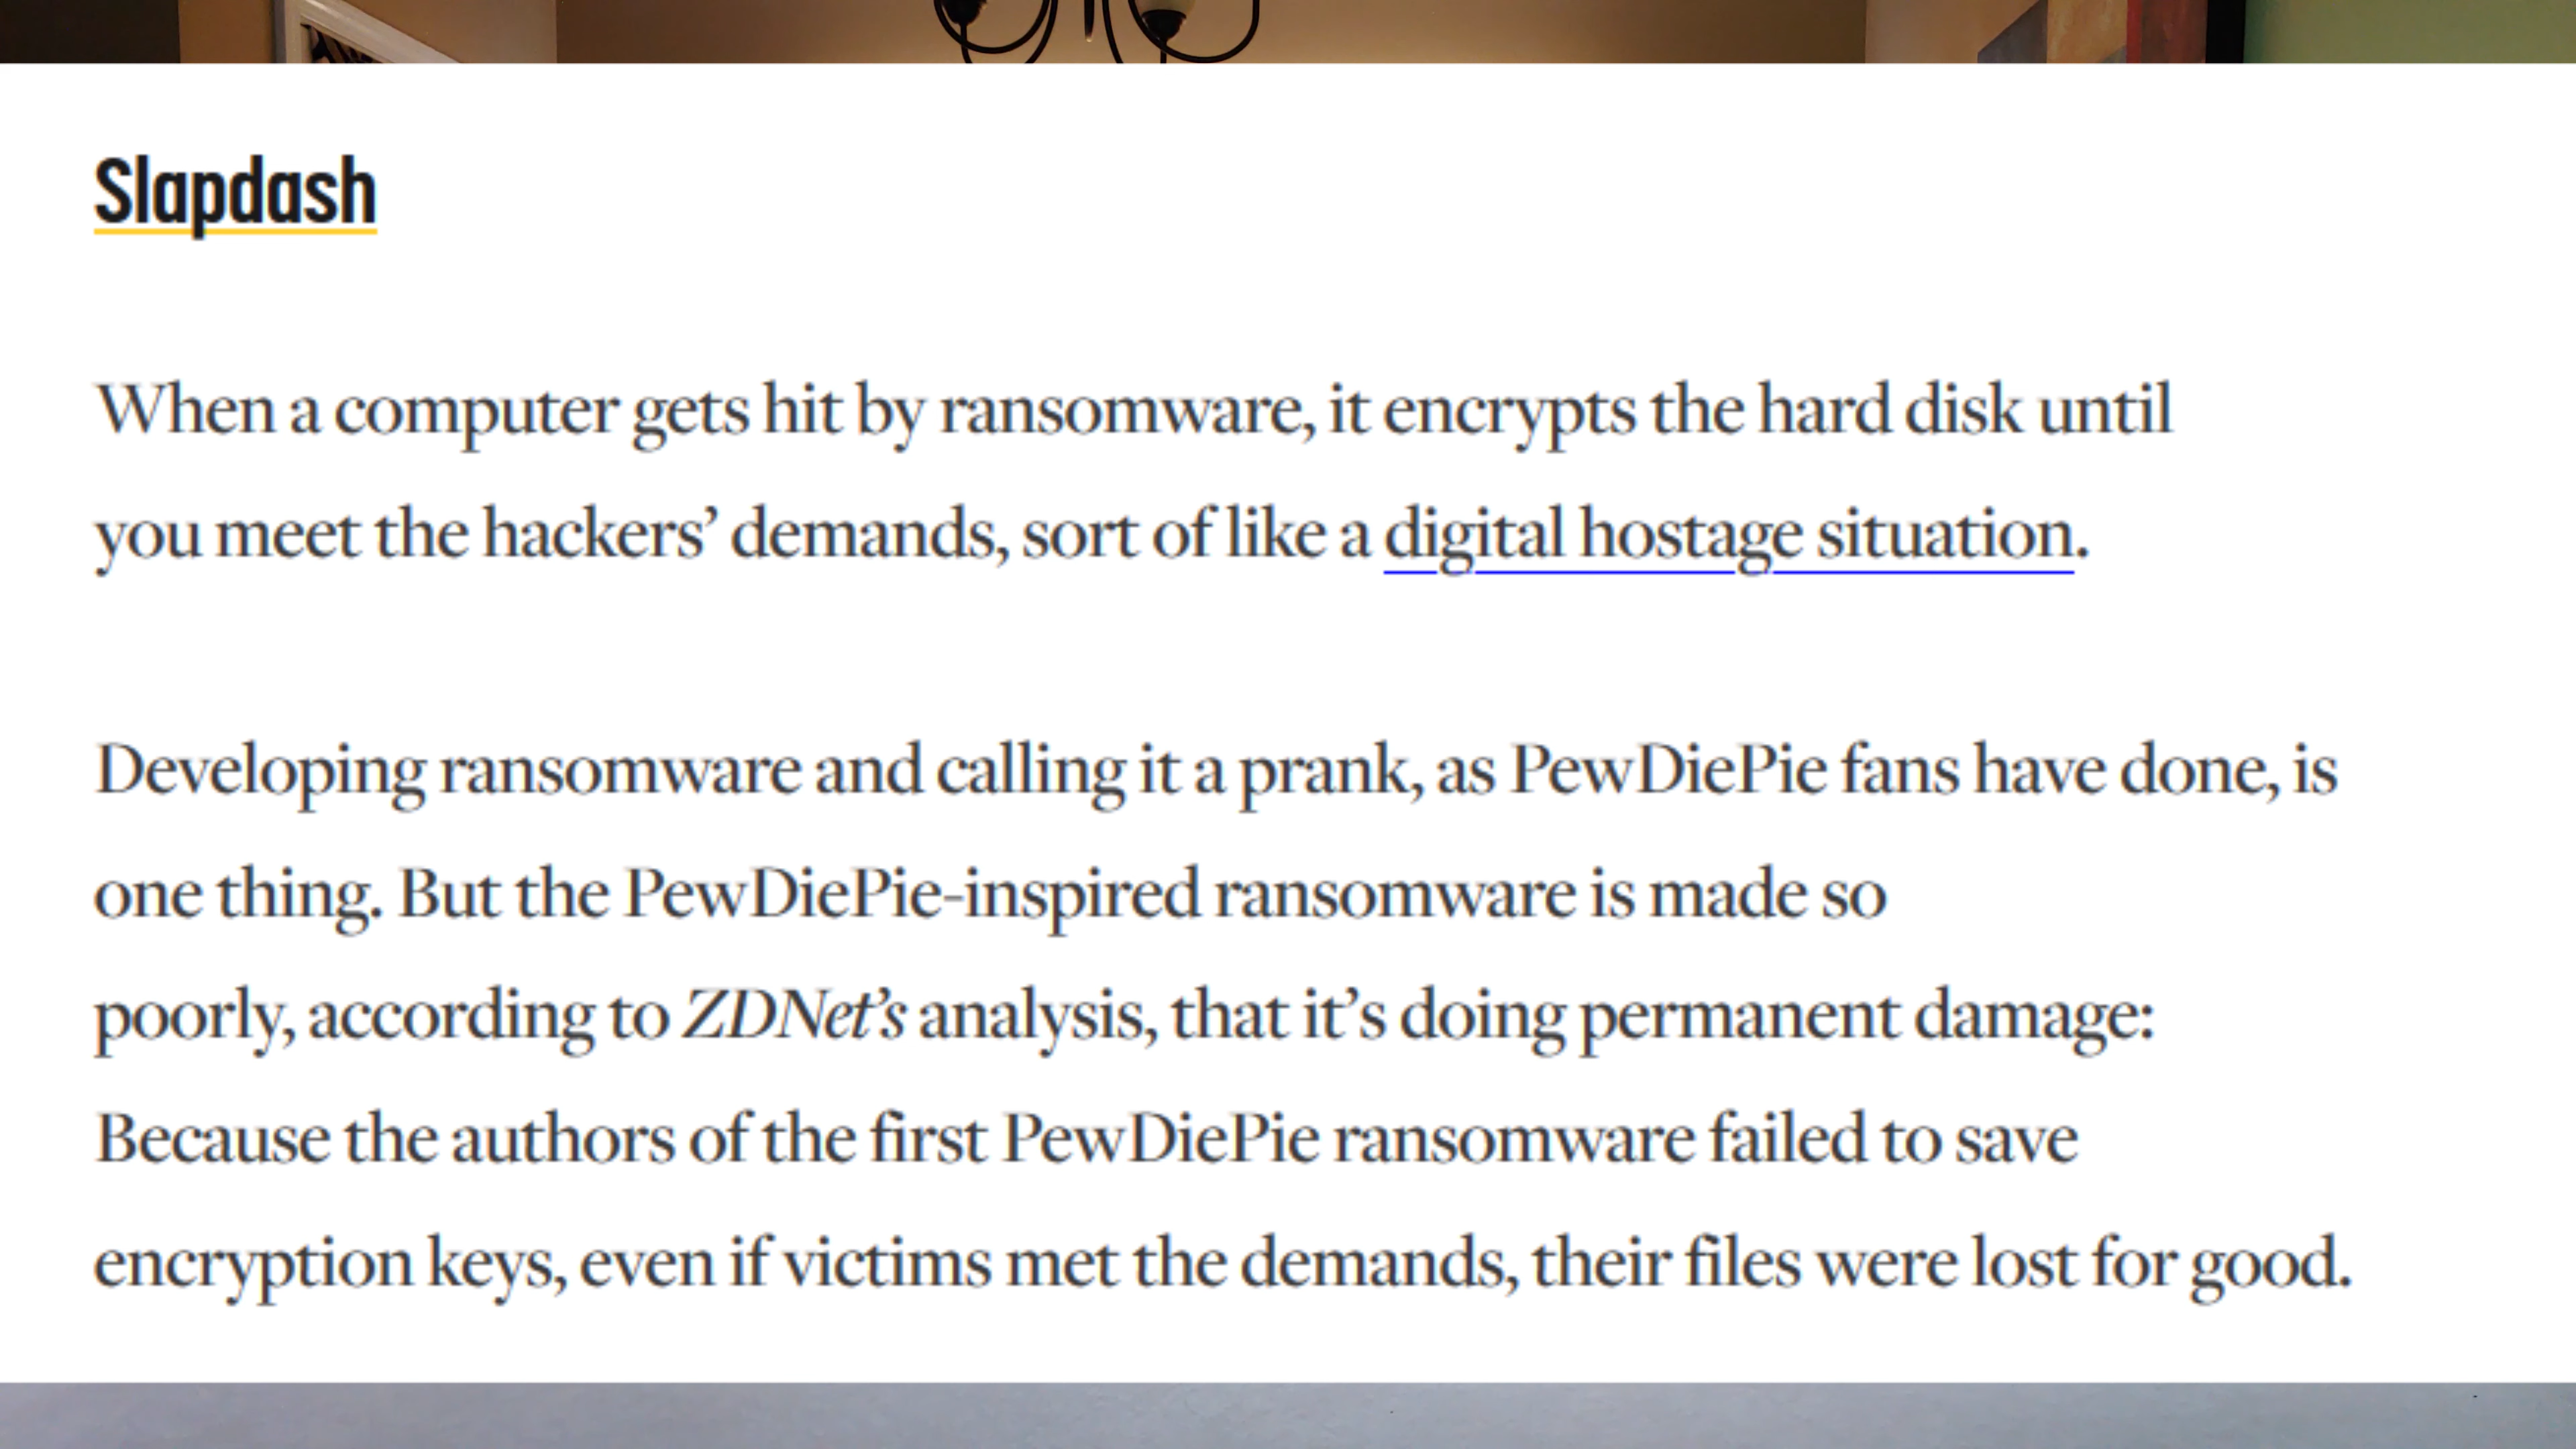 Slapdash
When a computer gets hit by ransomware, it encrypts the hard disk until
you meet the hackers’ demands, sort of like a digital hostage situation.
Developing ransomware and calling it a prank, as PewDiePie fans have done, is
one thing. But the PewDiePie-inspired ransomware is made so
poorly, according to ZDNet’s analysis, that it’s doing permanent damage:
Because the authors of the first PewDiePie ransomware failed to save
encryption keys, even if victims met the demands, their files were lost for good.